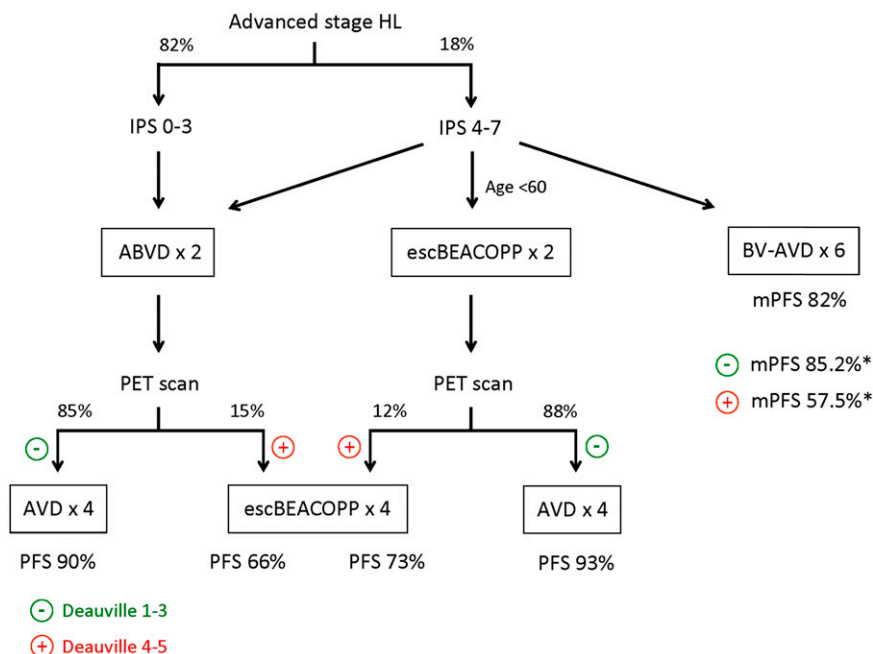 Advanced stage HL
82% 18%
IPS 0-3 IPS 4-7
Age <60
ABVD x 2 escBEACOPP x 2 BV-AVD x 6
mPFS 82%
- mPFS 85.2%*
PET scan PET scan
+ mPFS 57.5%*
85% 15% 12% 88%
- + + -
AVD x 4 escBEACOPP x 4 AVD x 4
PFS 90% PFS 66% PFS 73% PFS 93%
- Deauville 1-3
+ Deauville 4-5